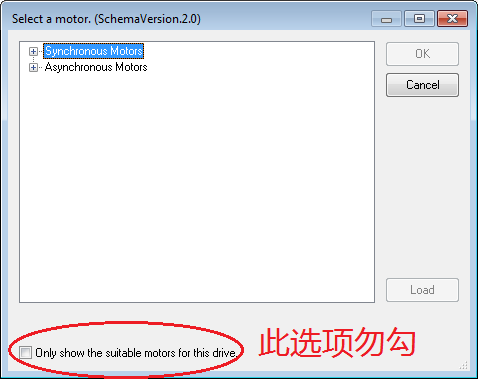 Select a motor. (SchemaVersion.2.0)
Synchronous Motors
Asynchronous Motors
OK
Cancel
Load
Only show the suitable motors for this drive.
此选项勿勾